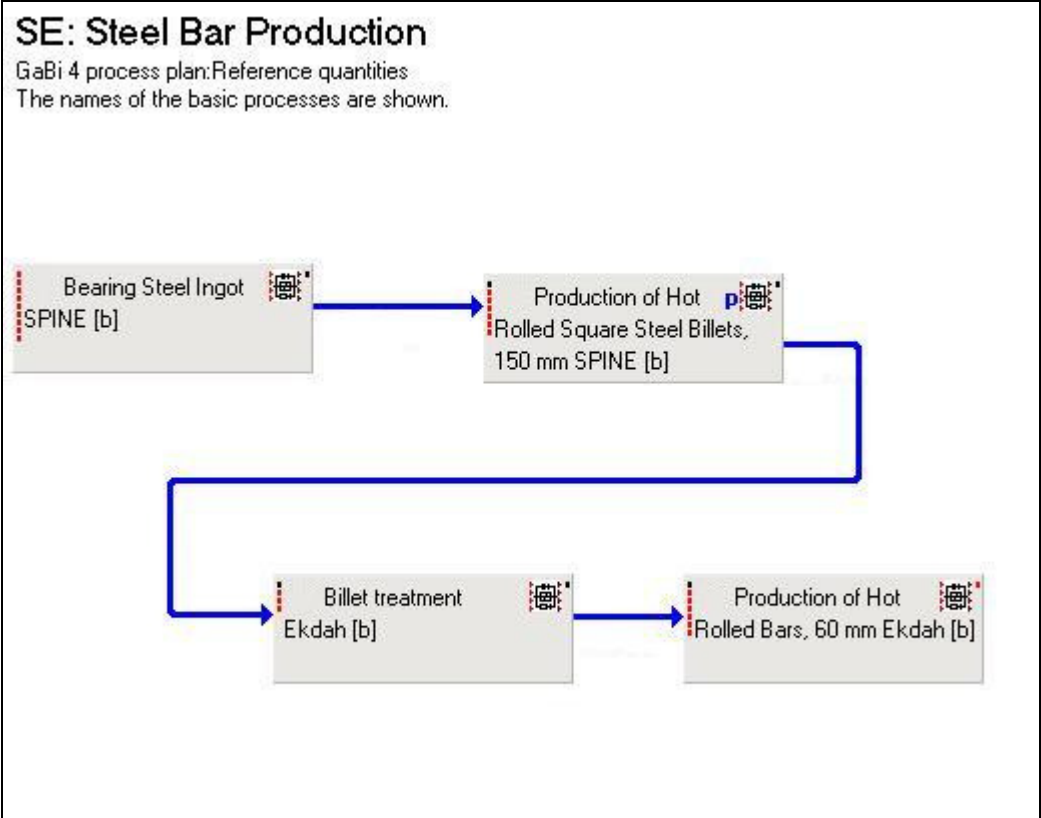 SE: Steel Bar Production
GaBi 4 process plan:Reference quantities
The names of the basic processes are shown.
Bearing Steel Ingot
SPINE [b]
Production of Hot p
Rolled Square Steel Billets,
150 mm SPINE [b]
Billet treatment
Ekdah [b]
Production of Hot
Rolled Bars, 60 mm Ekdah [b]